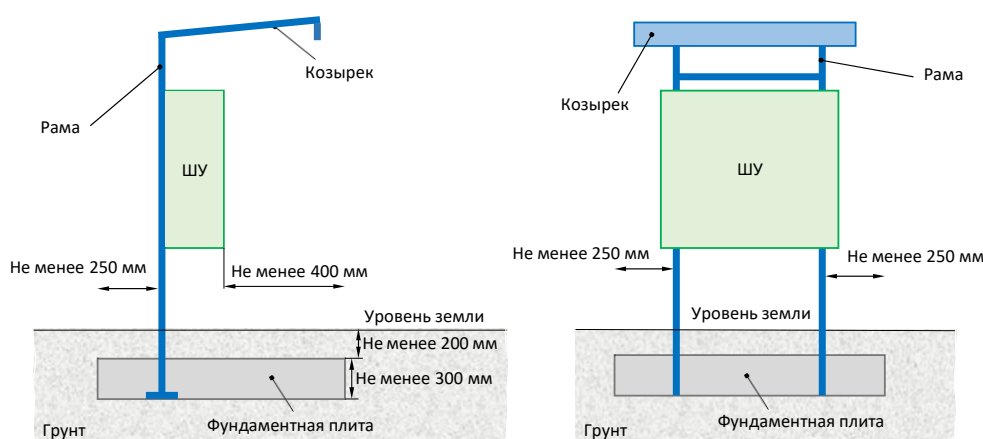 Козырек
Рама
ШУ
Не менее 250 мм
Не менее 400 мм
Уровень земли
Не менее 200 мм
Не менее 300 мм
Фундаментная плита
Грунт
Рама
Козырек
ШУ
Не менее 250 мм
Не менее 250 мм
Уровень земли
Фундаментная плита
Грунт